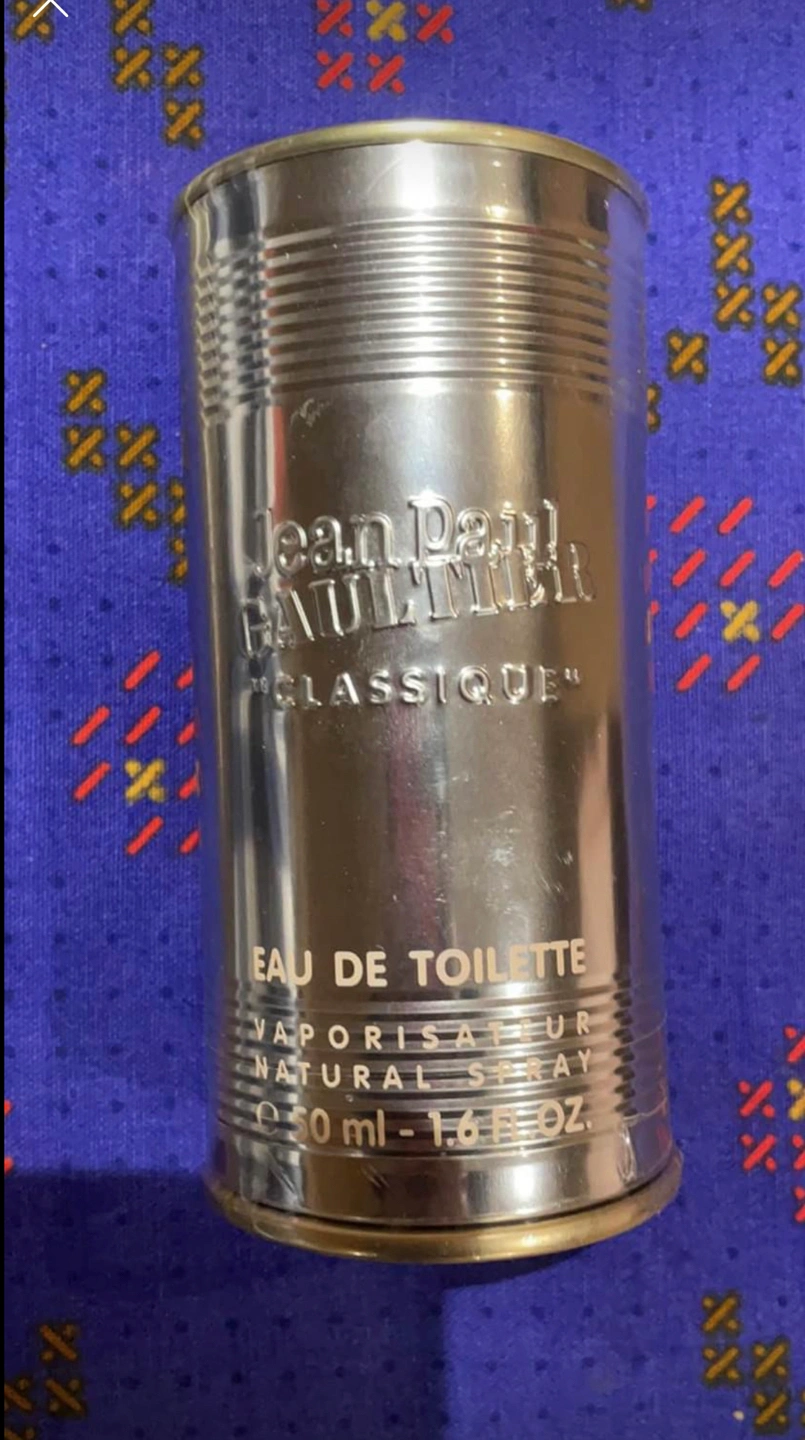 Jean Paul
GAULTIER
"CLASSIQUE"
EAU DE TOILETTE
VAPORISATEUR
NATURAL SPRAY
℮ 50 ml - 1.6 FL. OZ.